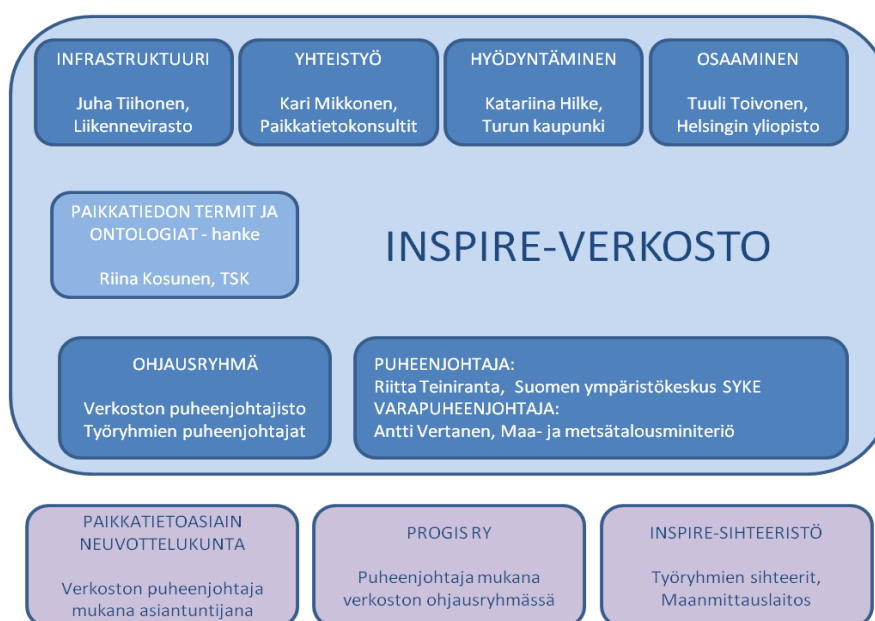 INFRASTRUKTUURI
Juha Tiihonen,
Liikennevirasto
YHTEISTYÖ
Kari Mikkonen,
Paikkatietokonsultit
HYÖDYNTÄMINEN
Katariina Hilke,
Turun kaupunki
OSAAMINEN
Tuuli Toivonen,
Helsingin yliopisto
PAIKKATIEDON TERMIT JA
ONTOLOGIAT - hanke
Riina Kosunen, TSK
INSPIRE-VERKOSTO
OHJAUSRYHMÄ
Verkoston puheenjohtajisto
Työryhmien puheenjohtajat
PUHEENJOHTAJA:
Riitta Teiniranta, Suomen ympäristökeskus SYKE
VARAPUHEENJOHTAJA:
Antti Vertanen, Maa- ja metsätalousministeriö
PAIKKATIETOASIAIN
NEUVOTTELUKUNTA
Verkoston puheenjohtaja
mukana asiantuntijana
PROGIS RY
Puheenjohtaja mukana
verkoston ohjausryhmässä
INSPIRE-SIHTEERISTÖ
Työryhmien sihteerit,
Maanmittauslaitos